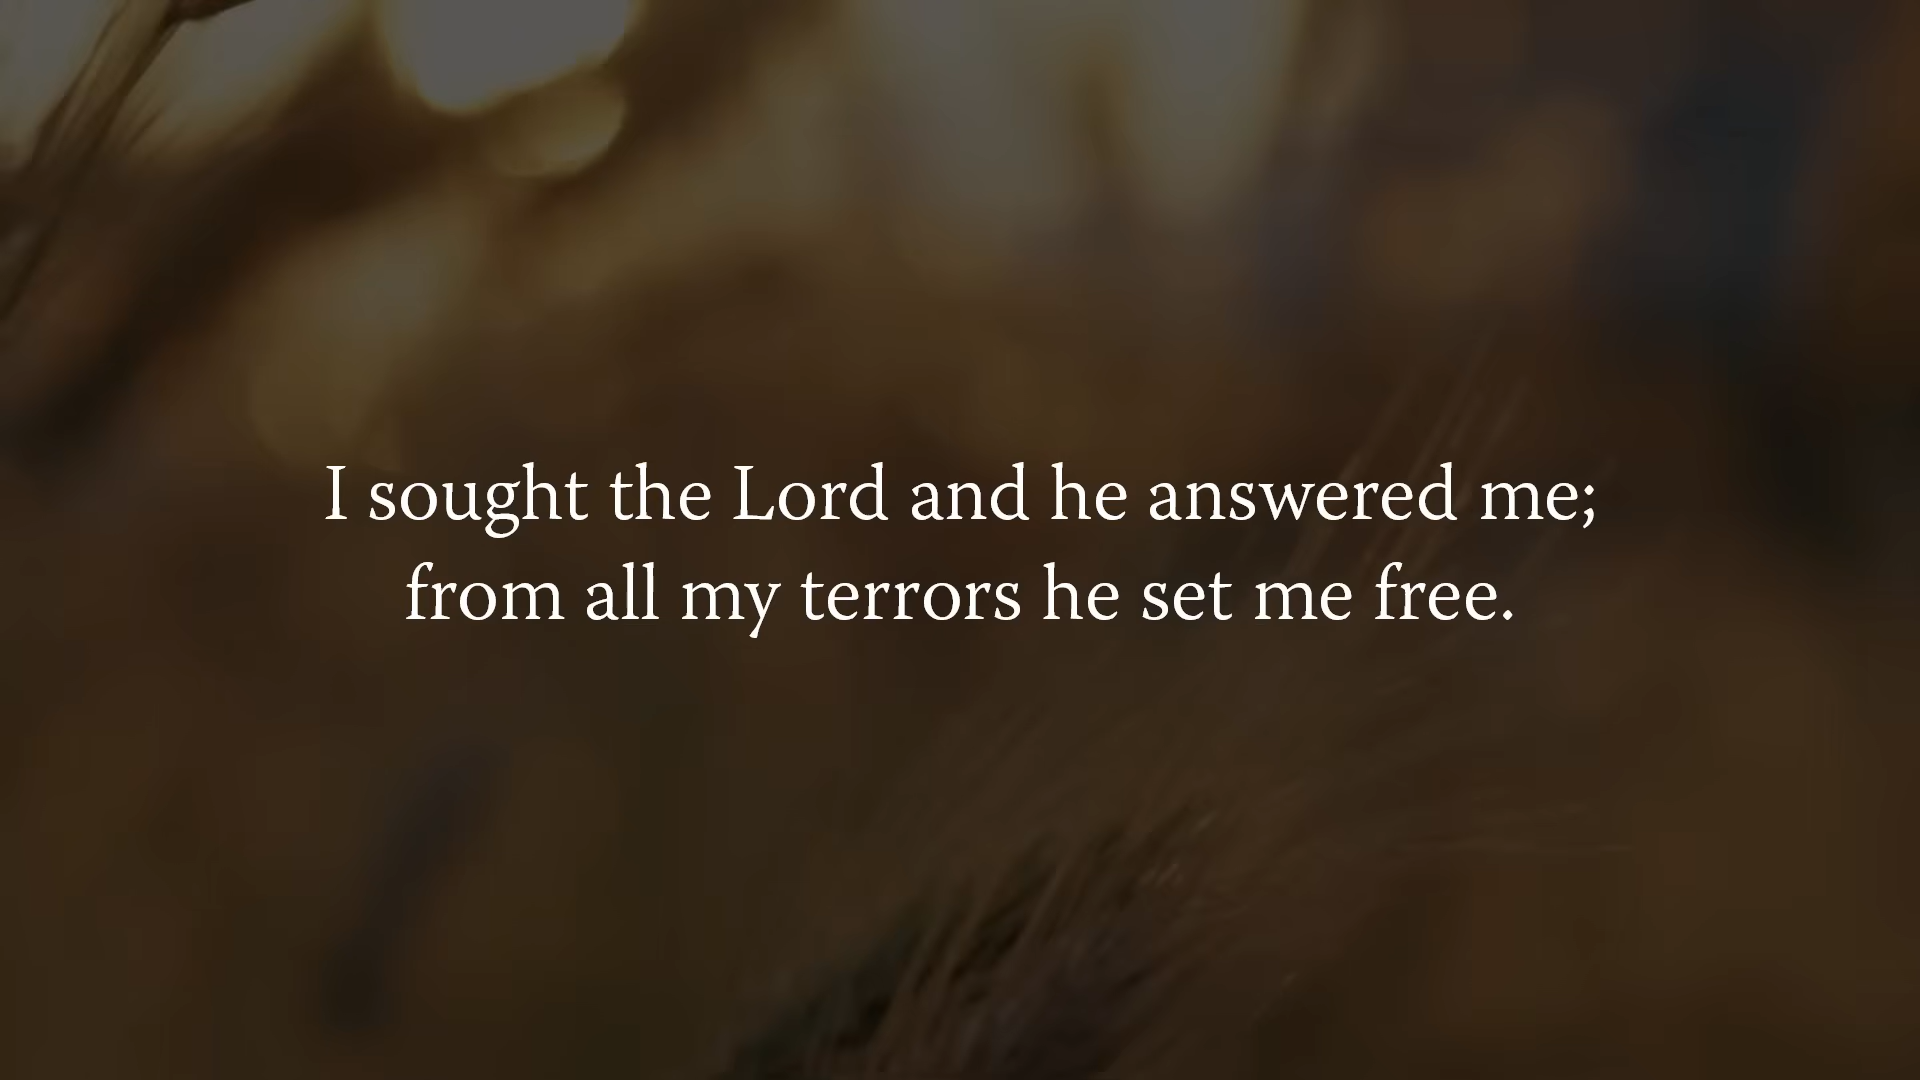 I sought the Lord and he answered me;
from all my terrors he set me free.